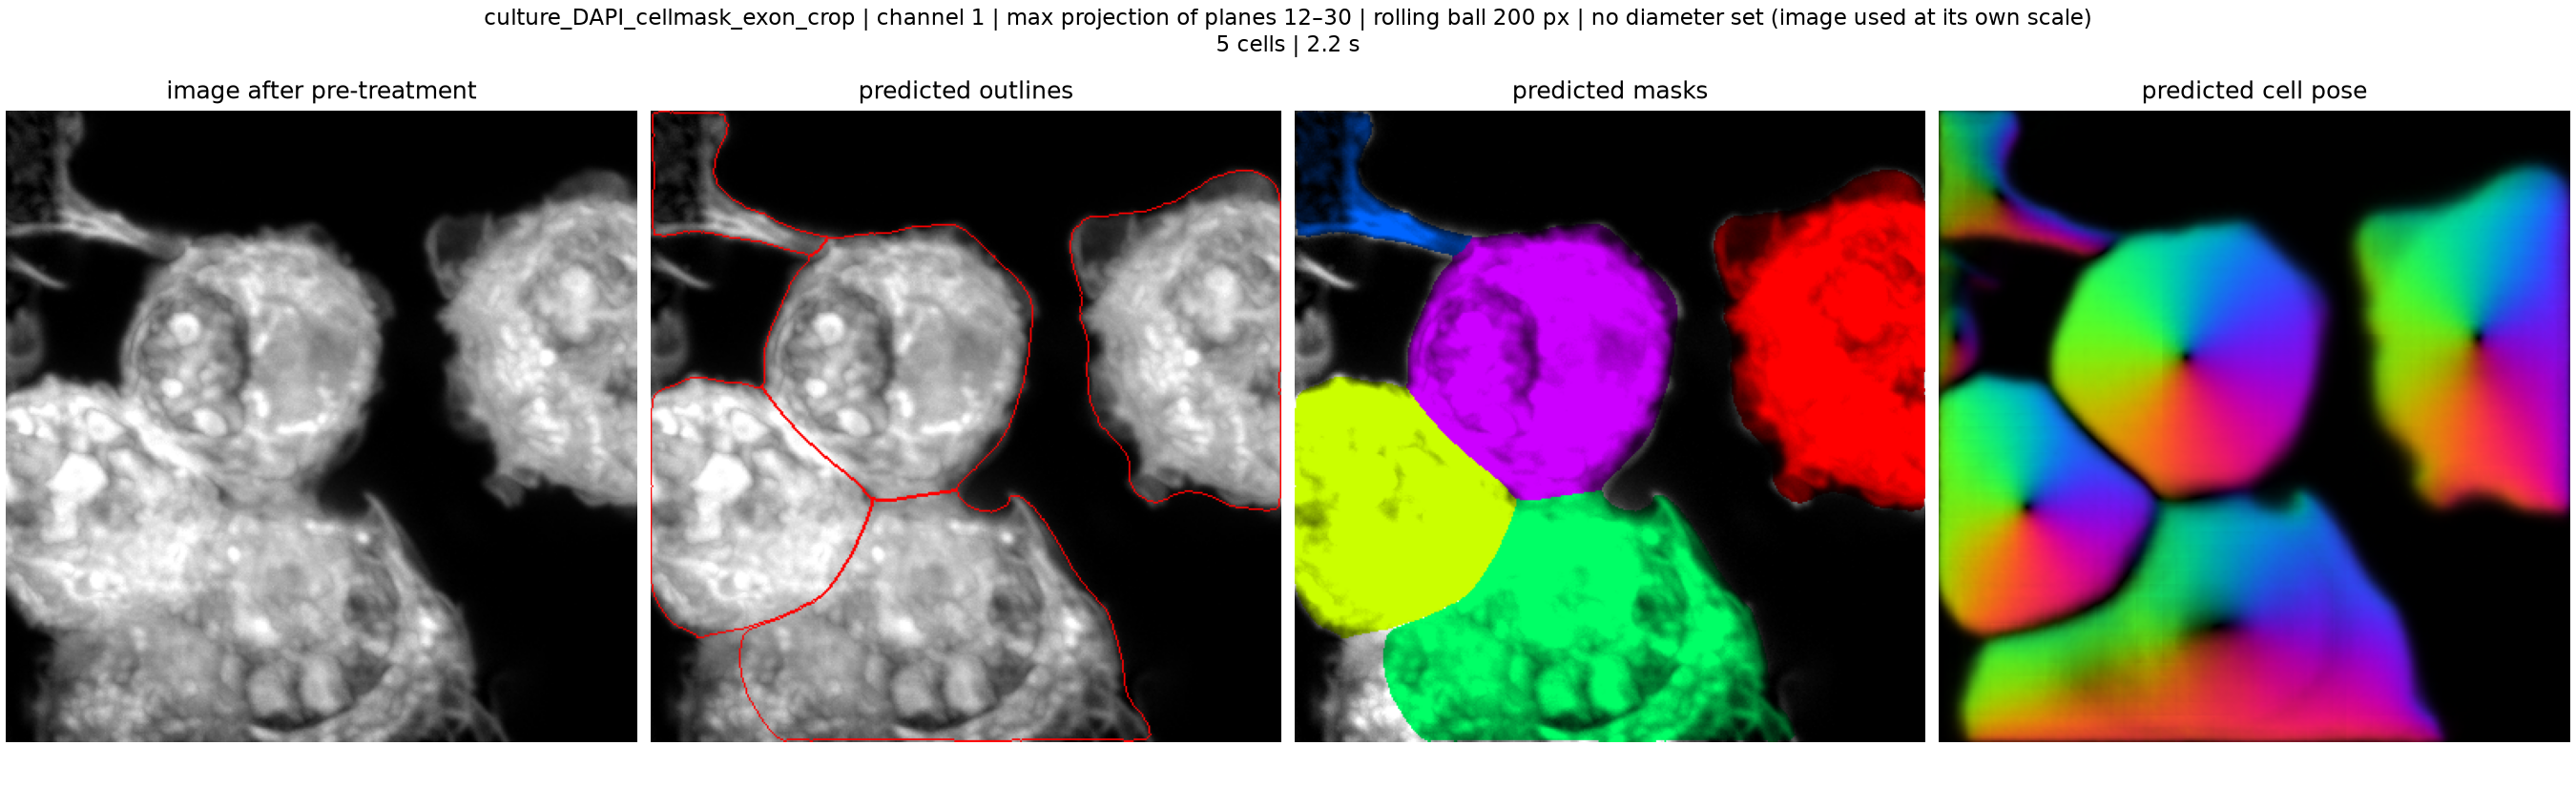 culture_DAPI_cellmask_exon_crop | channel 1 | max projection of planes 12–30 | rolling ball 200 px | no diameter set (image used at its own scale)
5 cells | 2.2 s
image after pre-treatment
predicted outlines
predicted masks
predicted cell pose